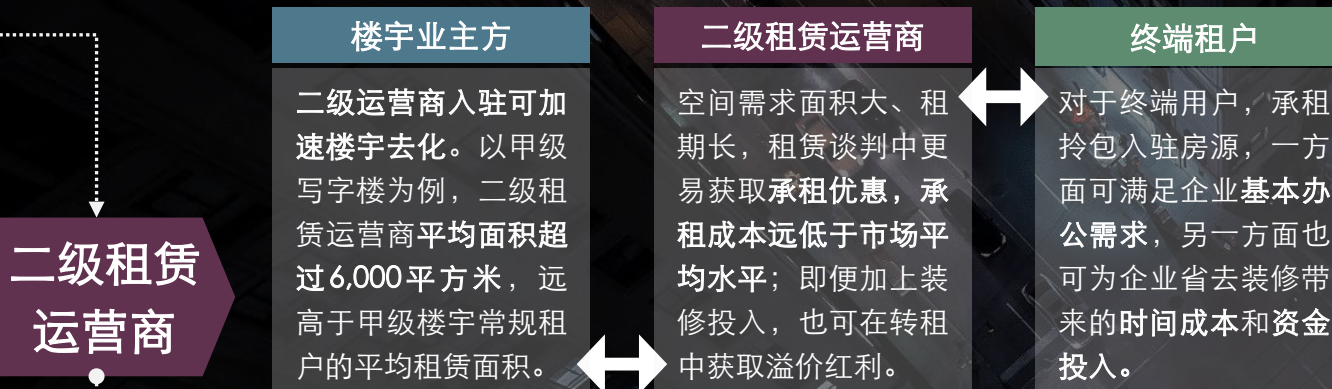 二级租赁
运营商
楼宇业主方
二级运营商入驻可加
速楼宇去化。以甲级
写字楼为例，二级租
赁运营商平均面积超
过6,000平方米，远
高于甲级楼宇常规租
户的平均租赁面积。
二级租赁运营商
空间需求面积大、租
期长，租赁谈判中更
易获取承租优惠，承
租成本远低于市场平
均水平；即便加上装
修投入，也可在转租
中获取溢价红利。
终端租户
对于终端用户，承租
拎包入驻房源，一方
面可满足企业基本办
公需求，另一方面也
可为企业省去装修带
来的时间成本和资金
投入。